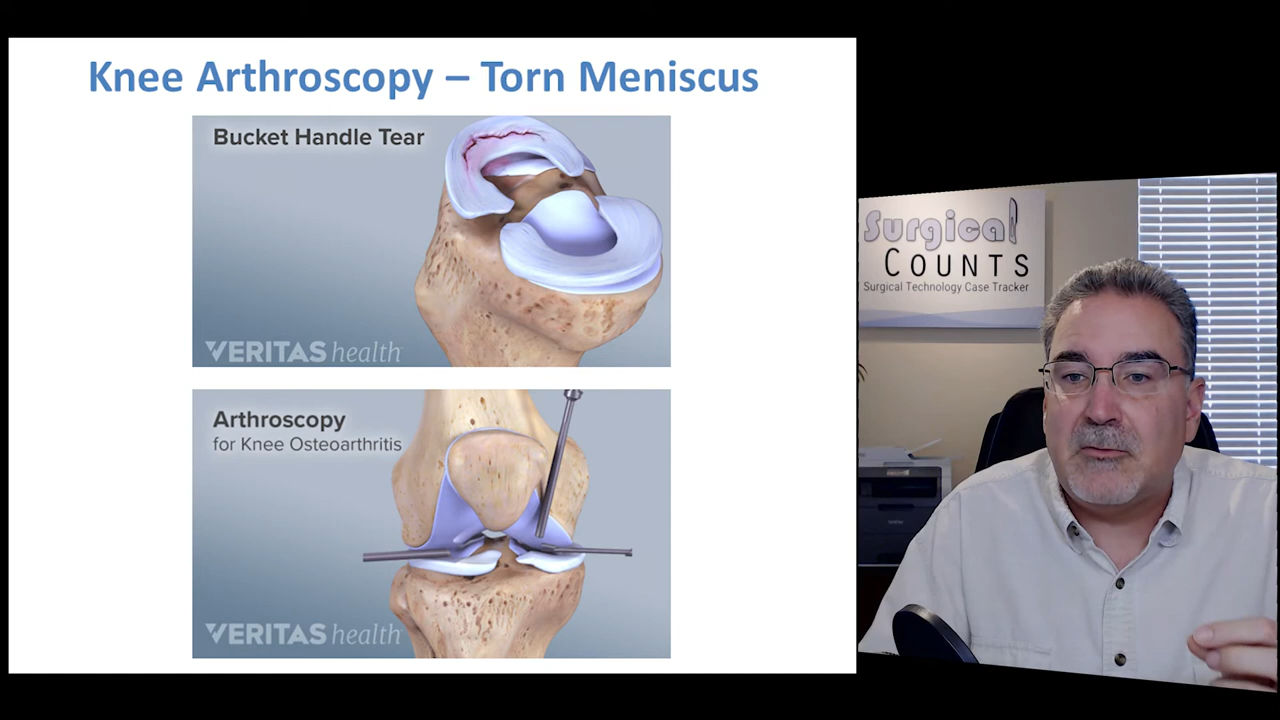 Knee Arthroscopy – Torn Meniscus
Bucket Handle Tear
VERITAS health
Arthroscopy
for Knee Osteoarthritis
VERITAS health
Surgical
COUNTS
Surgical Technology Case Tracker